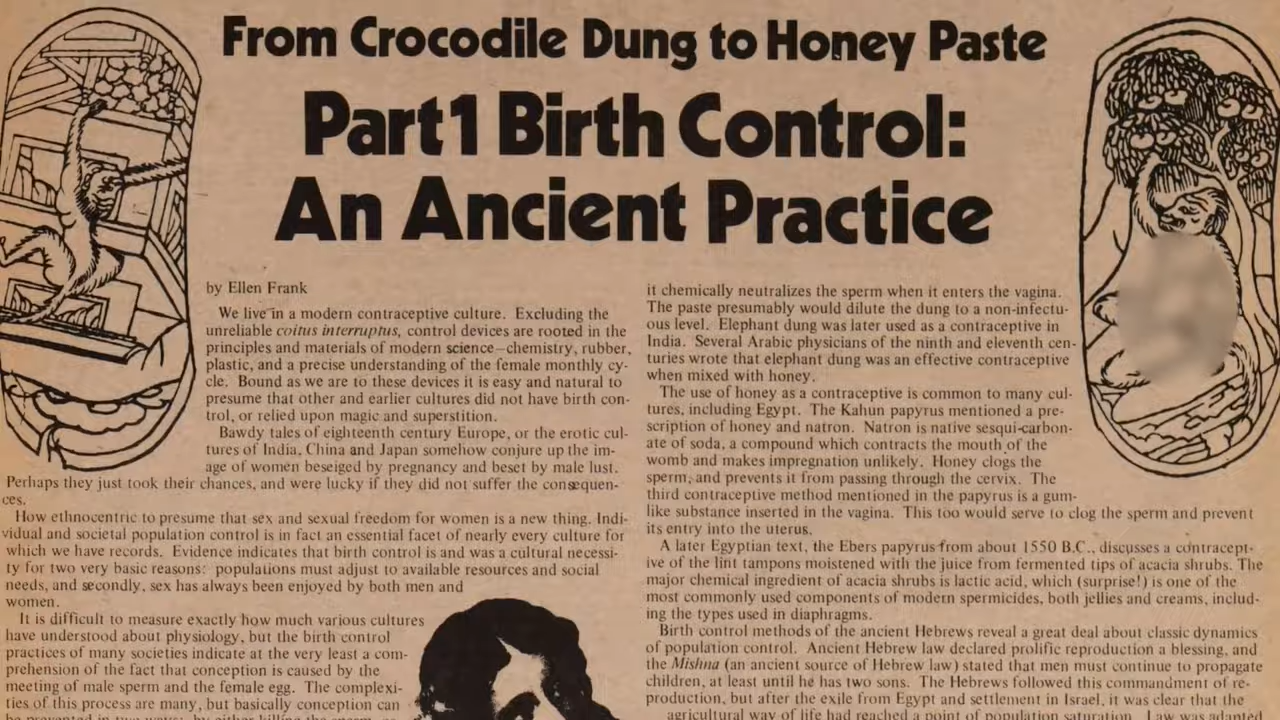 From Crocodile Dung to Honey Paste
Part1 Birth Control:
An Ancient Practice
by Ellen Frank
We live in a modern contraceptive culture. Excluding the
unreliable coitus interruptus, control devices are rooted in the
principles and materials of modern science—chemistry, rubber,
plastic, and a precise understanding of the female monthly cy-
cle. Bound as we are to these devices it is easy and natural to
presume that other and earlier cultures did not have birth con-
trol, or relied upon magic and superstition.
Bawdy tales of eighteenth century Europe, or the erotic cul-
tures of India, China and Japan somehow conjure up the im-
age of women beseiged by pregnancy and beset by male lust.
Perhaps they just took their chances, and were lucky if they did not suffer the consequen-
ces.
How ethnocentric to presume that sex and sexual freedom for women is a new thing. Indi-
vidual and societal population control is in fact an essential facet of nearly every culture for
which we have records. Evidence indicates that birth control is and was a cultural necessi-
ty for two very basic reasons: populations must adjust to available resources and social
needs, and secondly, sex has always been enjoyed by both men and
women.
It is difficult to measure exactly how much various cultures
have understood about physiology, but the birth control
practices of many societies indicate at the very least a com-
prehension of the fact that conception is caused by the
meeting of male sperm and the female egg. The complexi-
ties of this process are many, but basically conception can
be prevented in two ways: by either killing the sperm, or
it chemically neutralizes the sperm when it enters the vagina.
The paste presumably would dilute the dung to a non-infectu-
ous level. Elephant dung was later used as a contraceptive in
India. Several Arabic physicians of the ninth and eleventh cen-
turies wrote that elephant dung was an effective contraceptive
when mixed with honey.
The use of honey as a contraceptive is common to many cul-
tures, including Egypt. The Kahun papyrus mentioned a pre-
scription of honey and natron. Natron is native sesqui-carbon-
ate of soda, a compound which contracts the mouth of the
womb and makes impregnation unlikely. Honey clogs the
sperm, and prevents it from passing through the cervix. The
third contraceptive method mentioned in the papyrus is a gum-
like substance inserted in the vagina. This too would serve to clog the sperm and prevent
its entry into the uterus.
A later Egyptian text, the Ebers papyrus from about 1550 B.C., discusses a contracept-
ive of the lint tampons moistened with the juice from fermented tips of acacia shrubs. The
major chemical ingredient of acacia shrubs is lactic acid, which (surprise!) is one of the
most commonly used components of modern spermicides, both jellies and creams, includ-
ing the types used in diaphragms.
Birth control methods of the ancient Hebrews reveal a great deal about classic dynamics
of population control. Ancient Hebrew law declared prolific reproduction a blessing, and
the Mishna (an ancient source of Hebrew law) stated that men must continue to propagate
children, at least until he has two sons. The Hebrews followed this commandment of re-
production, but after the exile from Egypt and settlement in Israel, it was clear that the
agricultural way of life had reached a point of population saturation. Law